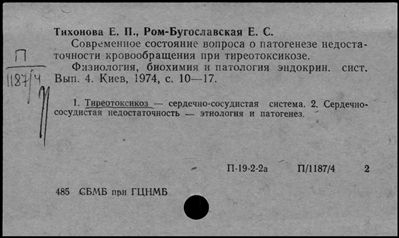 Тихонова Е. П., Ром-Бугославская Е. С.
Современное состояние вопроса о патогенезе недоста-
точности кровообращения при тиреотоксикозе.
Физиология, биохимия и патология эндокрин. сист.
Вып. 4. Киев, 1974, с. 10—17.
П
1187/4
1. Тиреотоксикоз — сердечно-сосудистая система. 2. Сердечно-
сосудистая недостаточность — этнология и патогенез.
П-19-2-2а П/1187/4 2
485 СБМБ при ГЦНМБ